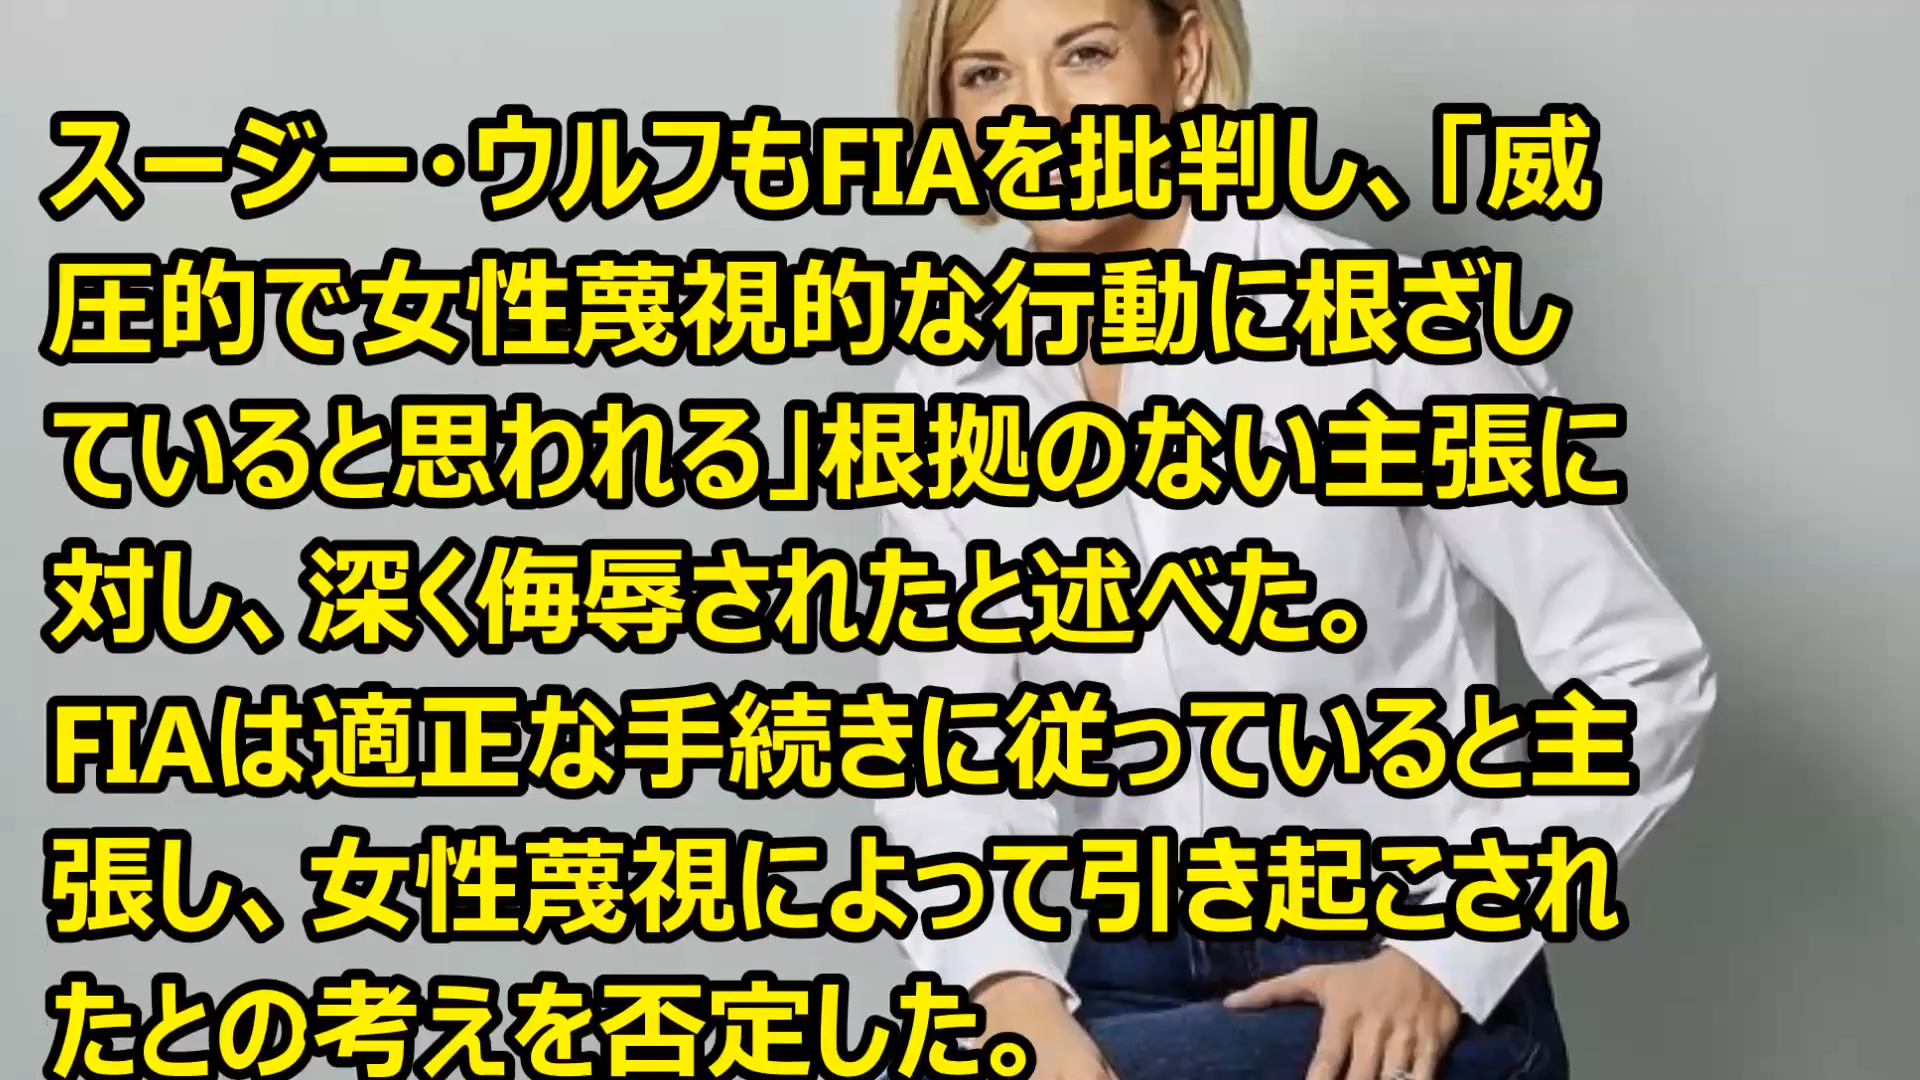 スージー・ウルフもFIAを批判し、「威
圧的で女性蔑視的な行動に根ざし
ていると思われる」根拠のない主張に
対し、深く侮辱されたと述べた。
FIAは適正な手続きに従っていると主
張し、女性蔑視によって引き起こされ
たとの考えを否定した。